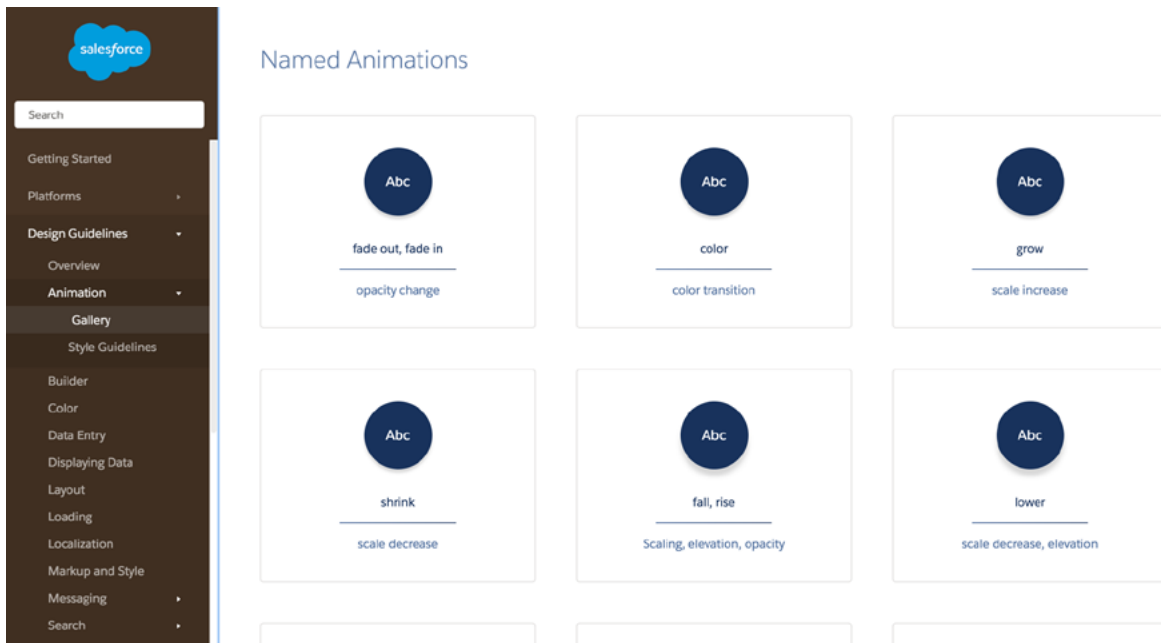 salesforce
Search
Getting Started
Platforms
Design Guidelines
Overview
Animation
Gallery
Style Guidelines
Builder
Color
Data Entry
Displaying Data
Layout
Loading
Localization
Markup and Style
Messaging
Search
Named Animations
Abc
fade out, fade in
opacity change
Abc
color
color transition
Abc
grow
scale increase
Abc
shrink
scale decrease
Abc
fall, rise
Scaling, elevation, opacity
Abc
lower
scale decrease, elevation